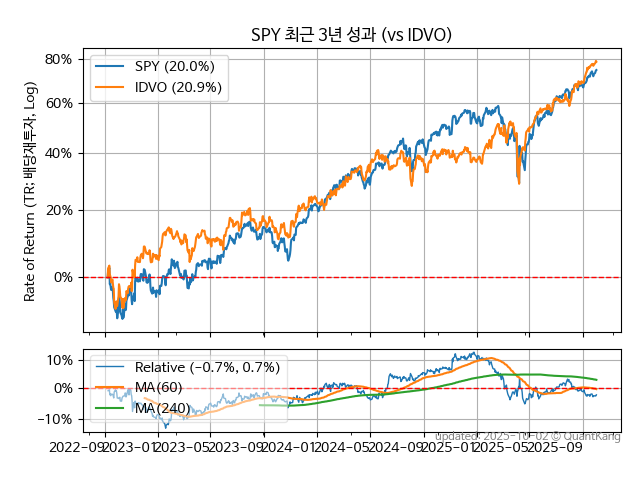 SPY 최근 3년 성과 (vs IDVO)
Rate of Return (TR: 배당재투자, Log)
80%
60%
40%
20%
0%
SPY (20.0%)
IDVO (20.9%)
10%
0%
−10%
Relative (−0.7%, 0.7%)
MA(60)
MA(240)
2022-09
2023-01
2023-05
2023-09
2024-01
2024-05
2024-09
2025-01
2025-05
2025-09
updated: 2025-10-02 © QuantKang